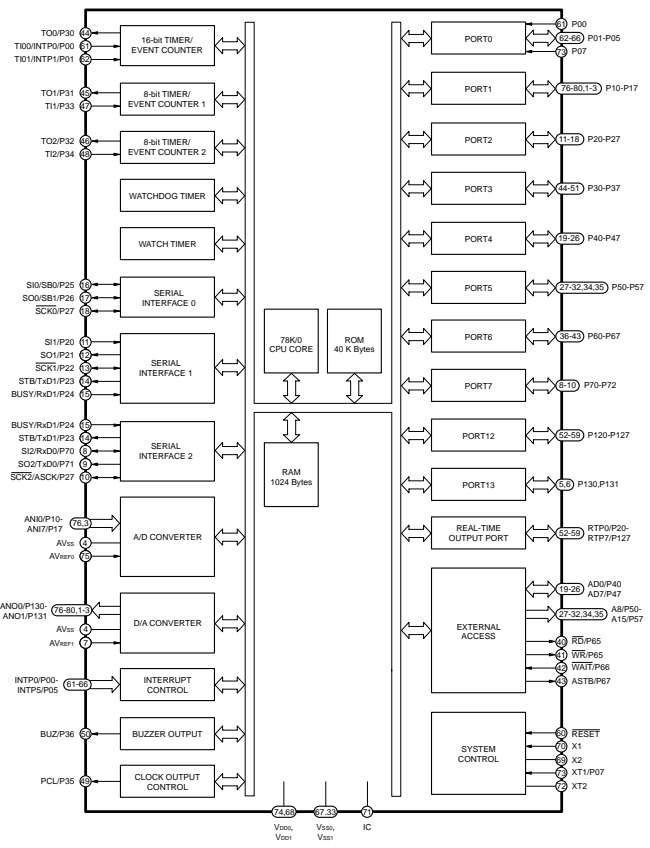 TO0/P30 44
TI00/INTP0/P00 61
TI01/INTP1/P01 62
16-bit TIMER/
EVENT COUNTER
TO1/P31 45
TI1/P33 47
8-bit TIMER/
EVENT COUNTER 1
TO2/P32 46
TI2/P34 48
8-bit TIMER/
EVENT COUNTER 2
WATCHDOG TIMER
WATCH TIMER
SI0/SB0/P25 16
SO0/SB1/P26 17
SCK0/P27 18
SERIAL
INTERFACE 0
SI1/P20 11
SO1/P21 12
SCK1/P22 13
STB/TxD1/P23 14
BUSY/RxD1/P24 15
SERIAL
INTERFACE 1
BUSY/RxD1/P24 15
STB/TxD1/P23 14
SI2/RxD0/P70 8
SO2/TxD0/P71 9
SCK2/ASCK/P27 10
SERIAL
INTERFACE 2
ANI0/P10-
ANI7/P17
76,3
AVSS 4
AVREF0 75
A/D CONVERTER
ANO0/P130-
ANO1/P131
76-80,1-3
AVSS 4
AVREF1 7
D/A CONVERTER
INTP0/P00-
INTP5/P05
61-66
INTERRUPT
CONTROL
BUZ/P36 50
BUZZER OUTPUT
PCL/P35 49
CLOCK OUTPUT
CONTROL
78K/0
CPU CORE
ROM
40 K Bytes
RAM
1024 Bytes
74,68
VDD0,
VDD1
67,33
VSS0,
VSS1
71
IC
PORT0
61 P00
62-66 P01-P05
73 P07
PORT1 76-80,1-3 P10-P17
PORT2 11-18 P20-P27
PORT3 44-51 P30-P37
PORT4 19-26 P40-P47
PORT5 27-32,34,35 P50-P57
PORT6 36-43 P60-P67
PORT7 8-10 P70-P72
PORT12 52-59 P120-P127
PORT13 5,6 P130,P131
REAL-TIME
OUTPUT PORT
52-59
RTP0/P20-
RTP7/P127
EXTERNAL
ACCESS
19-26
AD0/P40
AD7/P47
27-32,34,35
A8/P50-
A15/P57
40 RD/P65
41 WR/P65
42 WAIT/P66
43 ASTB/P67
SYSTEM
CONTROL
60 RESET
70 X1
69 X2
73 XT1/P07
72 XT2